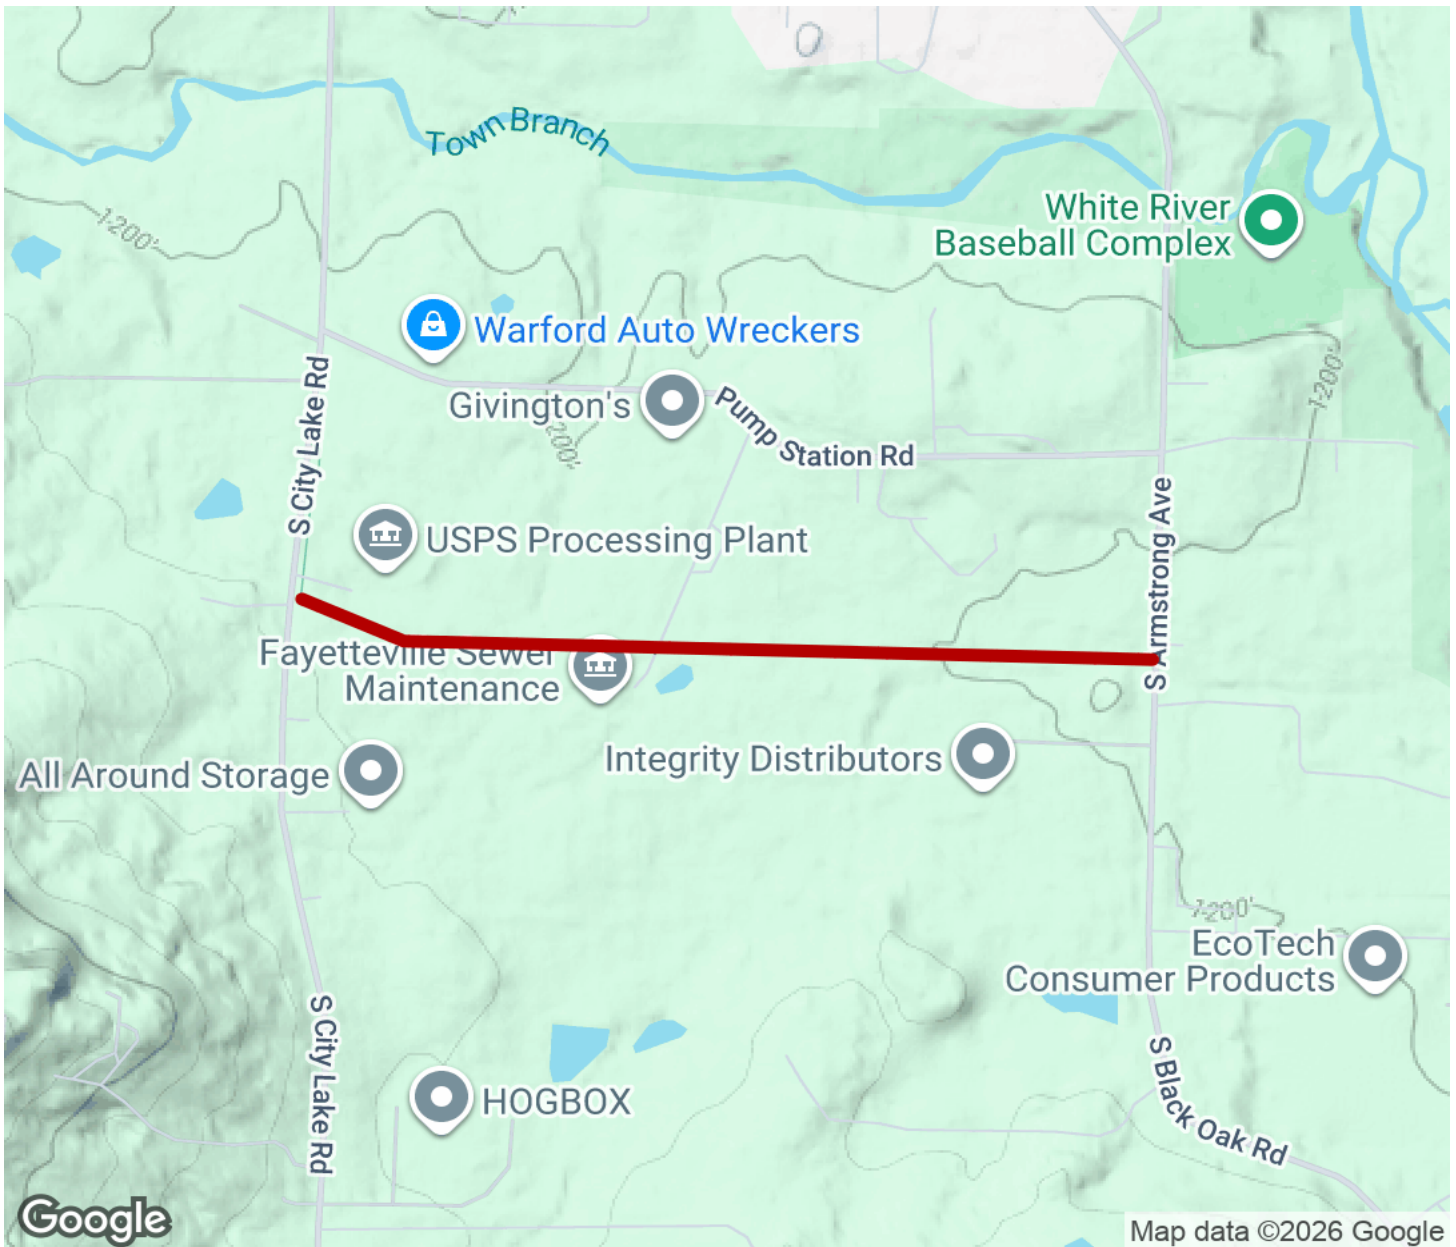 Town Branch
1200'
White River
Baseball Complex
Warford Auto Wreckers
1200'
S City Lake Rd
Givington's
Pump Station Rd
200'
S Armstrong Ave
USPS Processing Plant
Fayetteville Sewer
Maintenance
Integrity Distributors
All Around Storage
1200'
EcoTech
Consumer Products
S City Lake Rd
S Black Oak Rd
HOGBOX
Google
Map data ©2026 Google